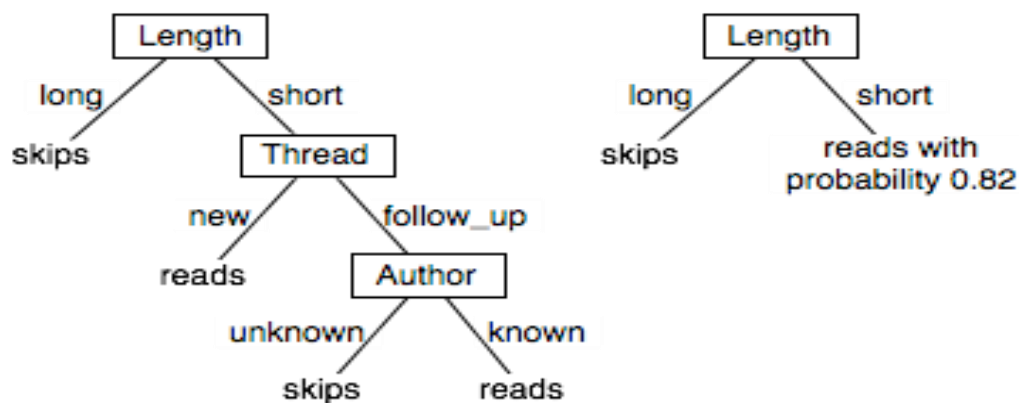 Length
long
short
skips
Thread
new
follow_up
reads
Author
unknown
known
skips
reads
Length
long
short
skips
reads with
probability 0.82